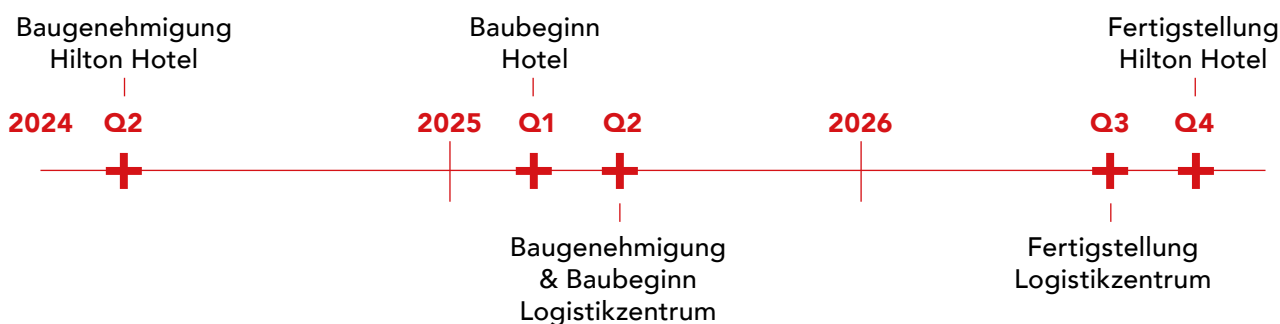 Baugenehmigung
Hilton Hotel
Baubeginn
Hotel
Fertigstellung
Hilton Hotel
2024 Q2 2025 Q1 Q2 2026 Q3 Q4
Baugenehmigung
& Baubeginn
Logistikzentrum
Fertigstellung
Logistikzentrum